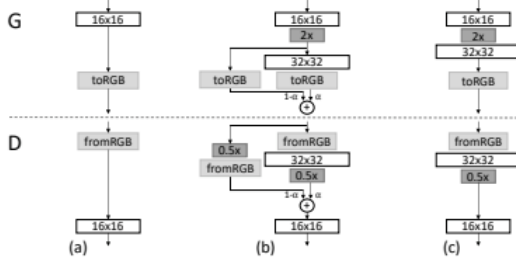 G
16x16
toRGB
16x16
2x
32x32
toRGB
toRGB
1-α
α
+
16x16
2x
32x32
toRGB
D
fromRGB
16x16
fromRGB
0.5x
32x32
fromRGB
0.5x
1-α
α
+
16x16
fromRGB
32x32
0.5x
16x16
(a)
(b)
(c)